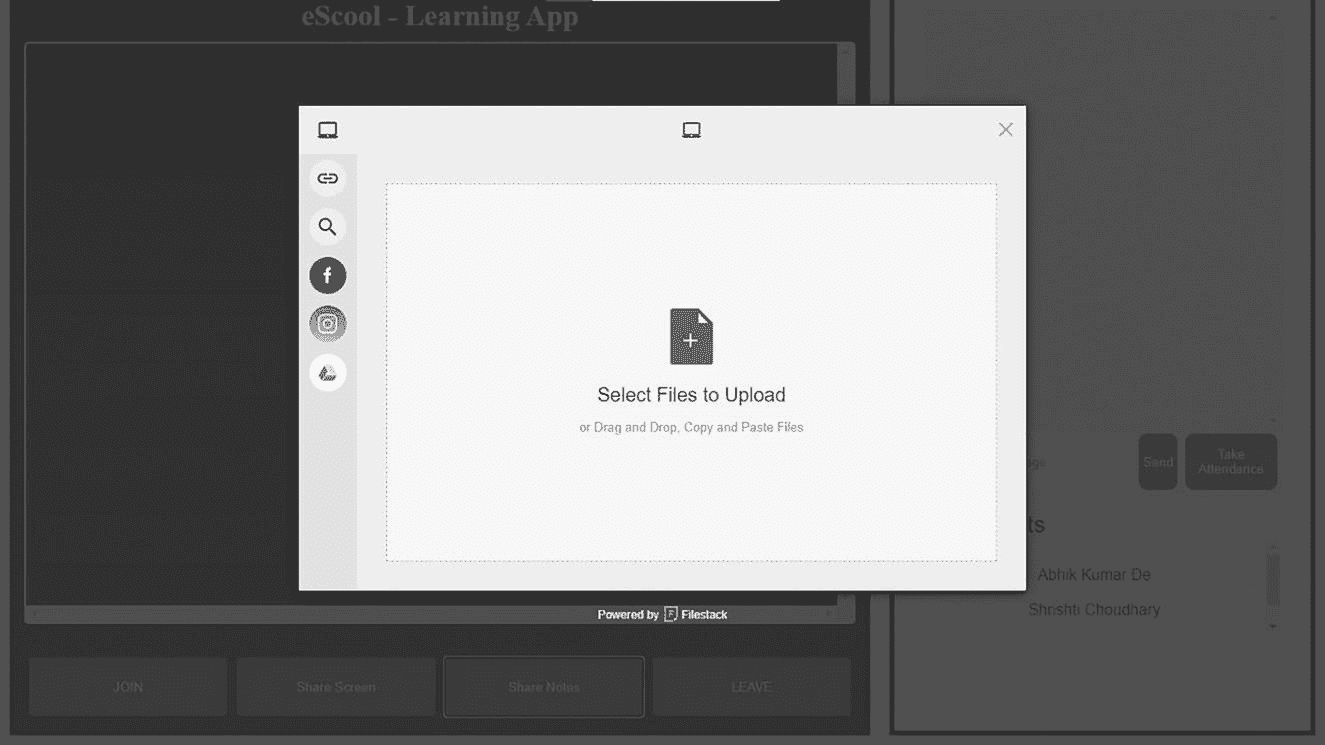 eScool - Learning App
Select Files to Upload
or Drag and Drop, Copy and Paste Files
Powered by Filestack
Send
Take
Attendance
Abhik Kumar De
Shrishti Choudhary
JOIN
Share Screen
Share Notes
LEAVE